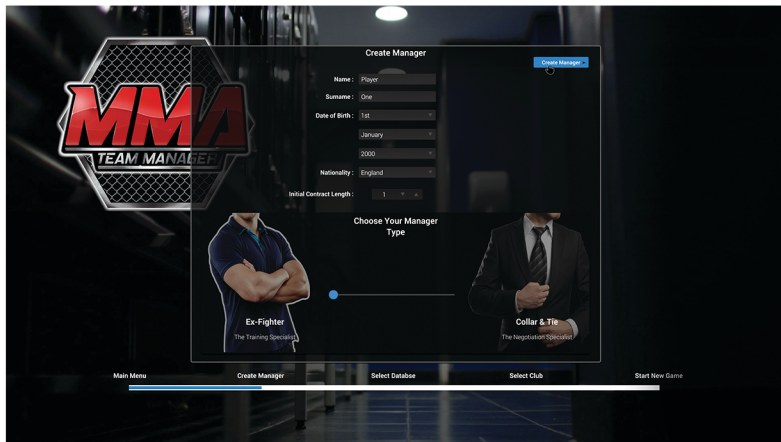 MMA
TEAM MANAGER
Create Manager
Create Manager
Name : Player
Surname : One
Date of Birth : 1st
January
2000
Nationality : England
Initial Contract Length : 1
Choose Your Manager
Type
Ex-Fighter
The Training Specialist
Collar & Tie
The Negotiation Specialist
Main Menu Create Manager Select Databse Select Club Start New Game